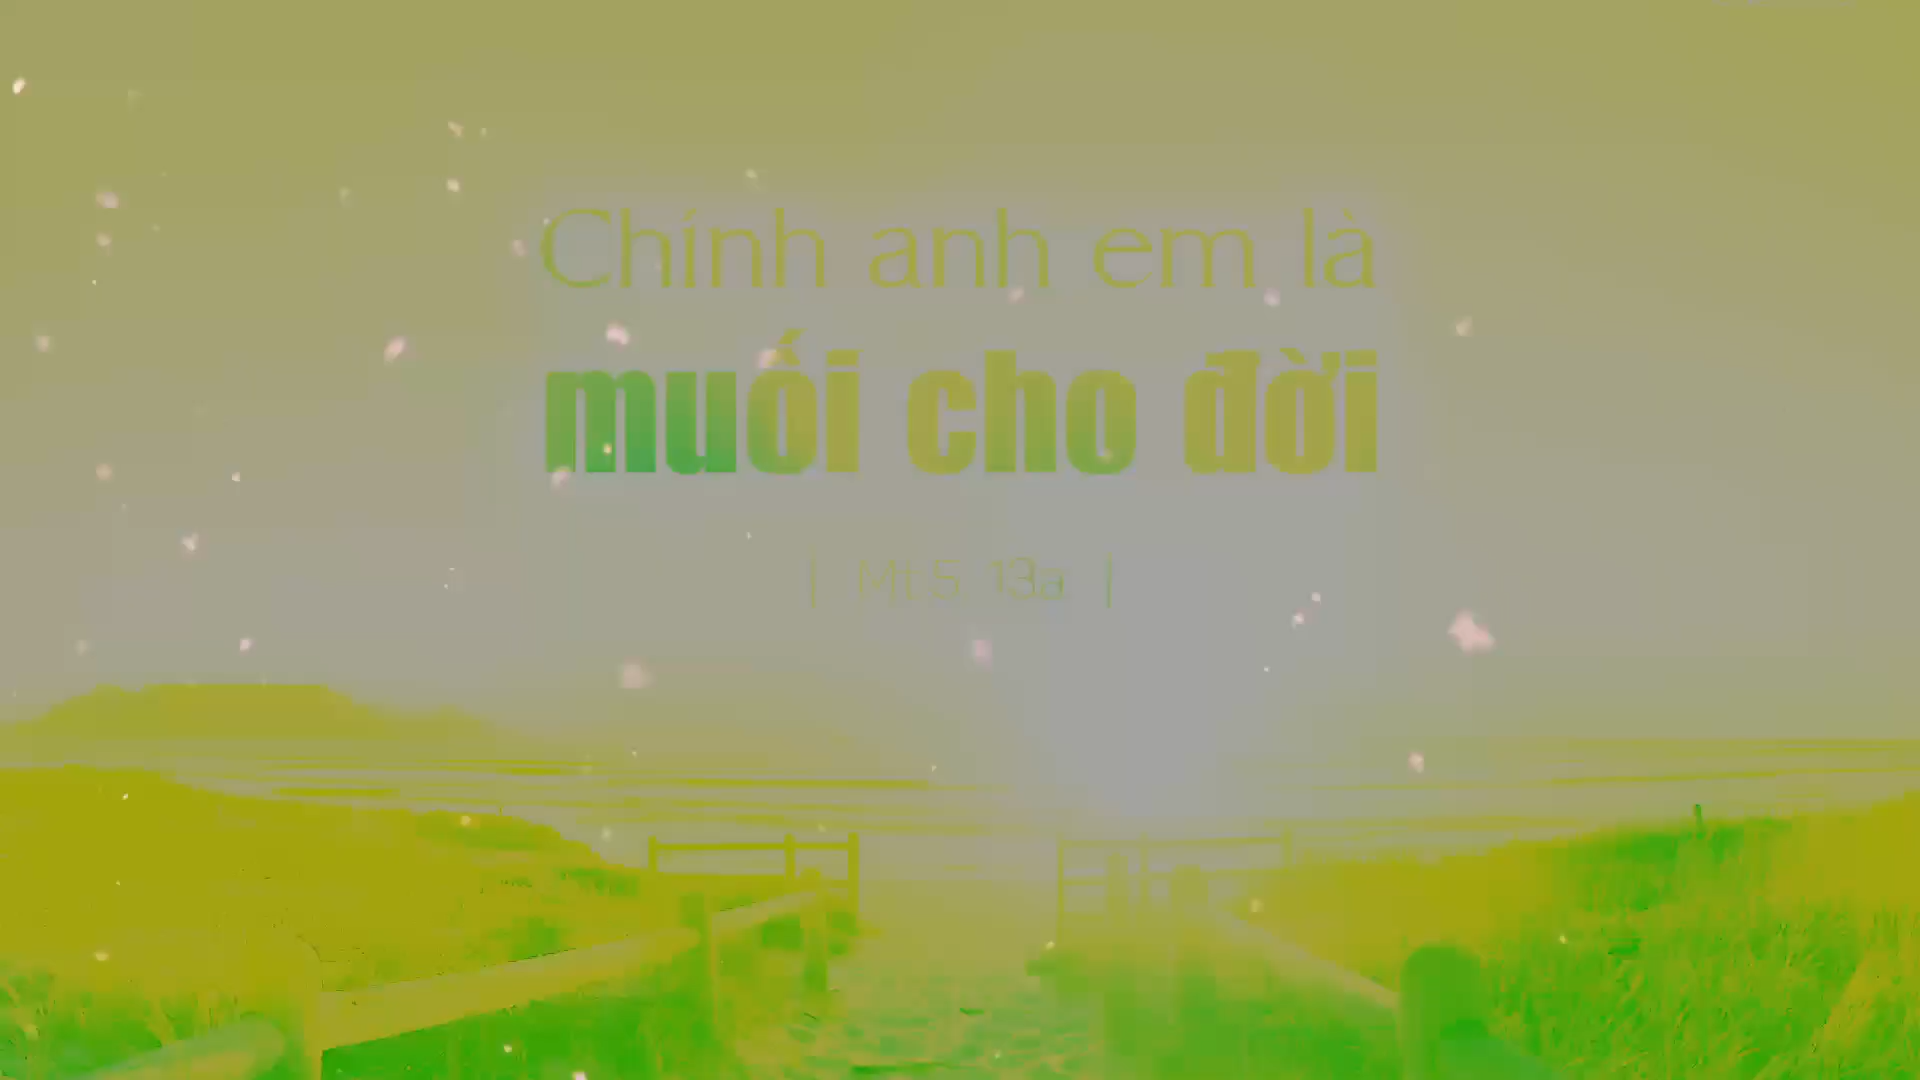 Chính anh em là
muối cho đời
| Mt.5 13a |